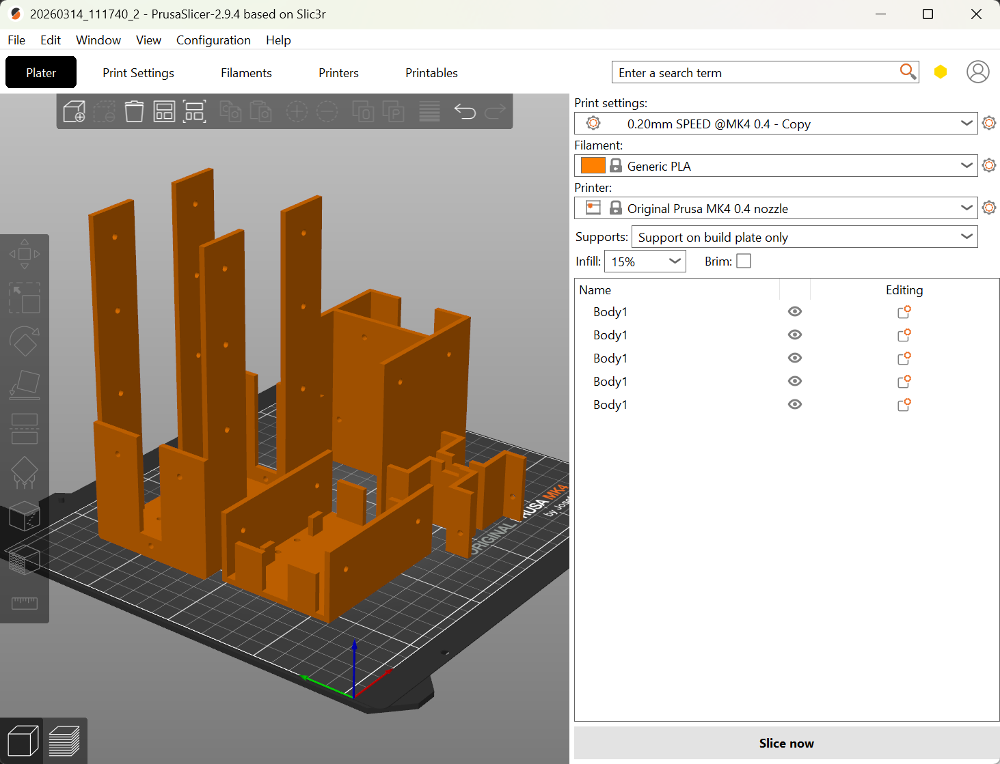 20260314_111740_2 - PrusaSlicer-2.9.4 based on Slic3r
File Edit Window View Configuration Help
Plater Print Settings Filaments Printers Printables
Enter a search term
Print settings:
0.20mm SPEED @MK4 0.4 - Copy
Filament:
Generic PLA
Printer:
Original Prusa MK4 0.4 nozzle
Supports: Support on build plate only
Infill: 15% Brim:
Name Editing
Body1
Body1
Body1
Body1
Body1
ORIGINAL PRUSA MK4
by Josef
Slice now